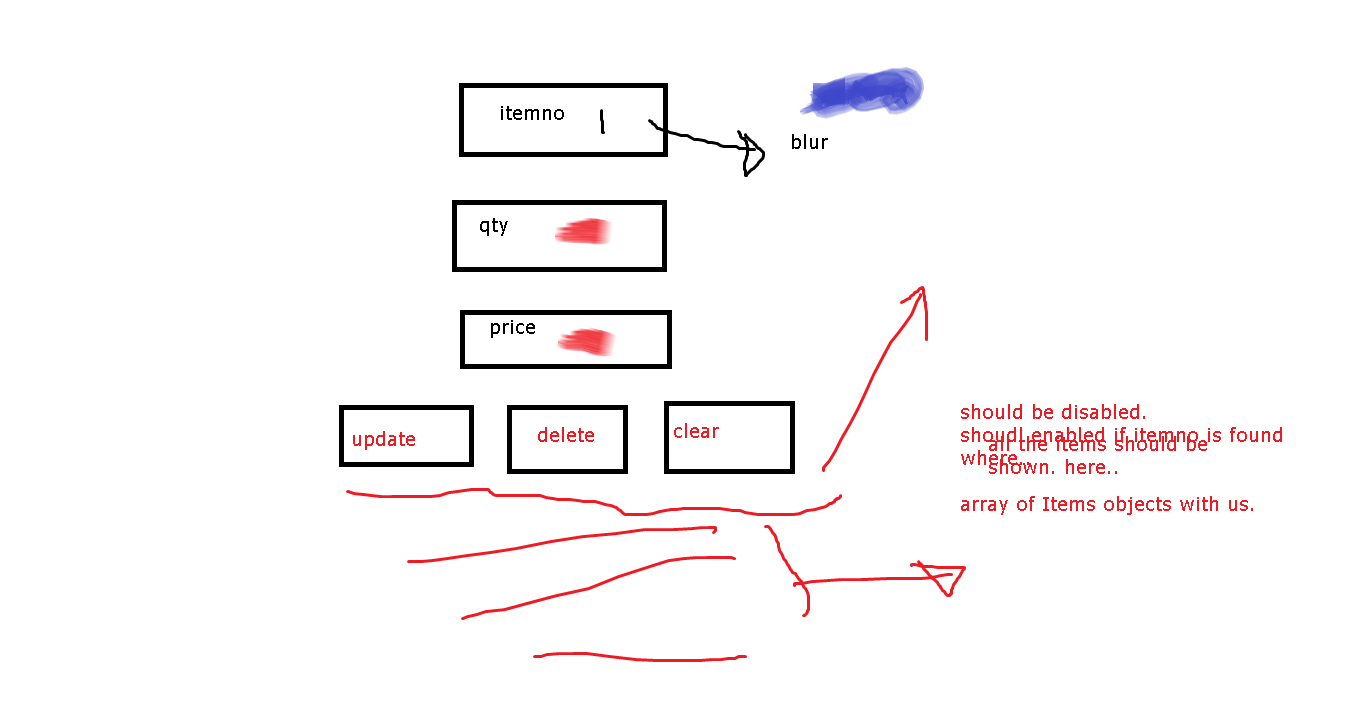 itemno 1
blur
qty
price
update
delete
clear
should be disabled.
shoudl enabled if itemno is found
where..
all the items should be
shown. here..
array of Items objects with us.